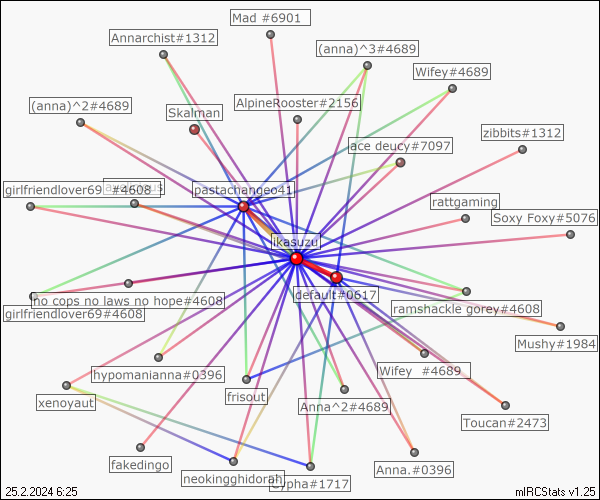 Mad #6901
Annarchist#1312
(anna)^3#4689
Wifey#4689
(anna)^2#4689
AlpineRooster#2156
Skalman
zibbits#1312
ace deucy#7097
girlfriendlover69 #4608
pastachangeo41
rattgaming
Soxy Foxy#5076
ikasuzu
default#0617
no cops no laws no hope#4608
girlfriendlover69#4608
ramshackle gorey#4608
Mushy#1984
hypomanianna#0396
Wifey #4689
xenoyaut
frisout
Anna^2#4689
Toucan#2473
fakedingo
neokingghidorah
Cypha#1717
Anna.#0396
25.2.2024 6:25
mIRCStats v1.25